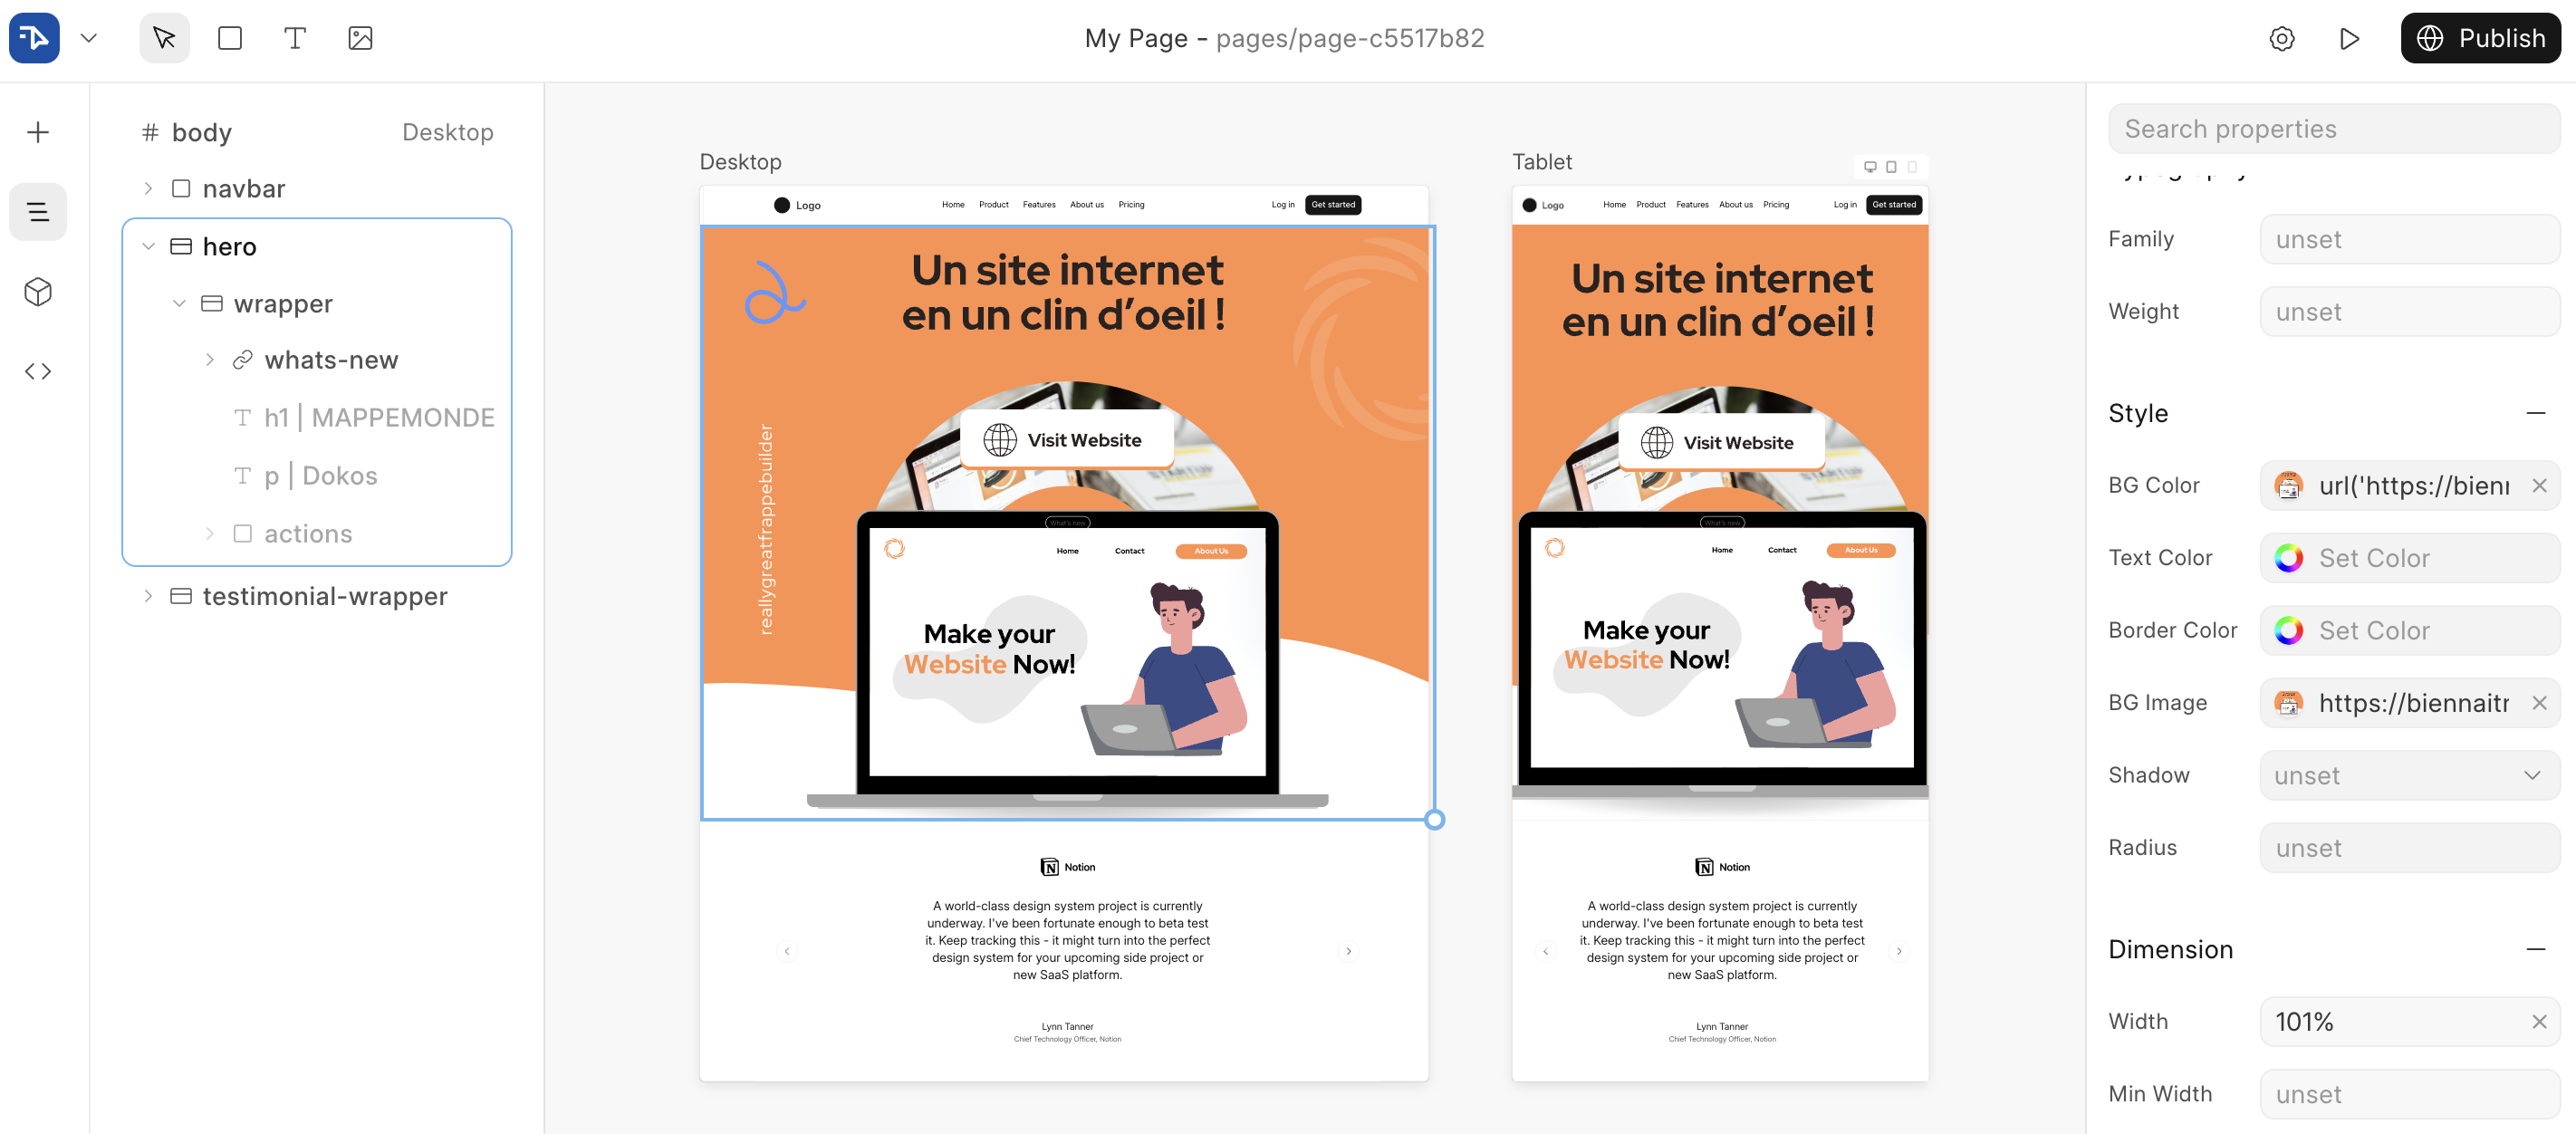 My Page - pages/page-c5517b82
Publish
# body Desktop
navbar
hero
wrapper
whats-new
h1 | MAPPEMONDE
p | Dokos
actions
testimonial-wrapper
Desktop
Logo Home Product Features About us Pricing Log in Get started
Un site internet
en un clin d’oeil !
reallygreatfrappebuilder
Visit Website
What's new
Home Contact About Us
Make your
Website Now!
Notion
A world-class design system project is currently
underway. I've been fortunate enough to beta test
it. Keep tracking this - it might turn into the perfect
design system for your upcoming side project or
new SaaS platform.
Lynn Tanner
Chief Technology Officer, Notion
Tablet
Logo Home Product Features About us Pricing Log in Get started
Un site internet
en un clin d’oeil !
Visit Website
What's new
Home Contact About Us
Make your
Website Now!
Notion
A world-class design system project is currently
underway. I've been fortunate enough to beta test
it. Keep tracking this - it might turn into the perfect
design system for your upcoming side project or
new SaaS platform.
Lynn Tanner
Chief Technology Officer, Notion
Search properties
Family unset
Weight unset
Style
BG Color url('https://bienn
Text Color Set Color
Border Color Set Color
BG Image https://biennaitr
Shadow unset
Radius unset
Dimension
Width 101%
Min Width unset